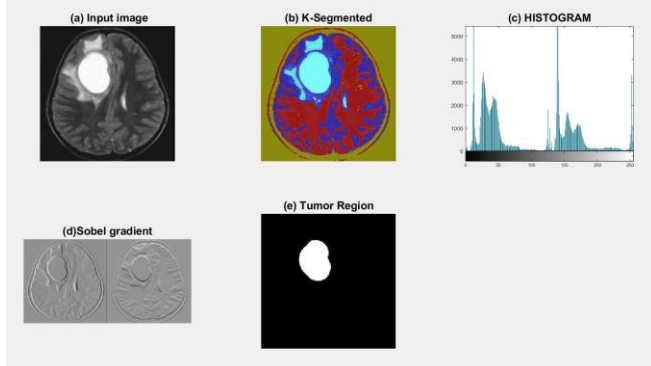 (a) Input image
(b) K-Segmented
(c) HISTOGRAM
5000
4000
3000
2000
1000
0
0 50 100 150 200 250
(d)Sobel gradient
(e) Tumor Region